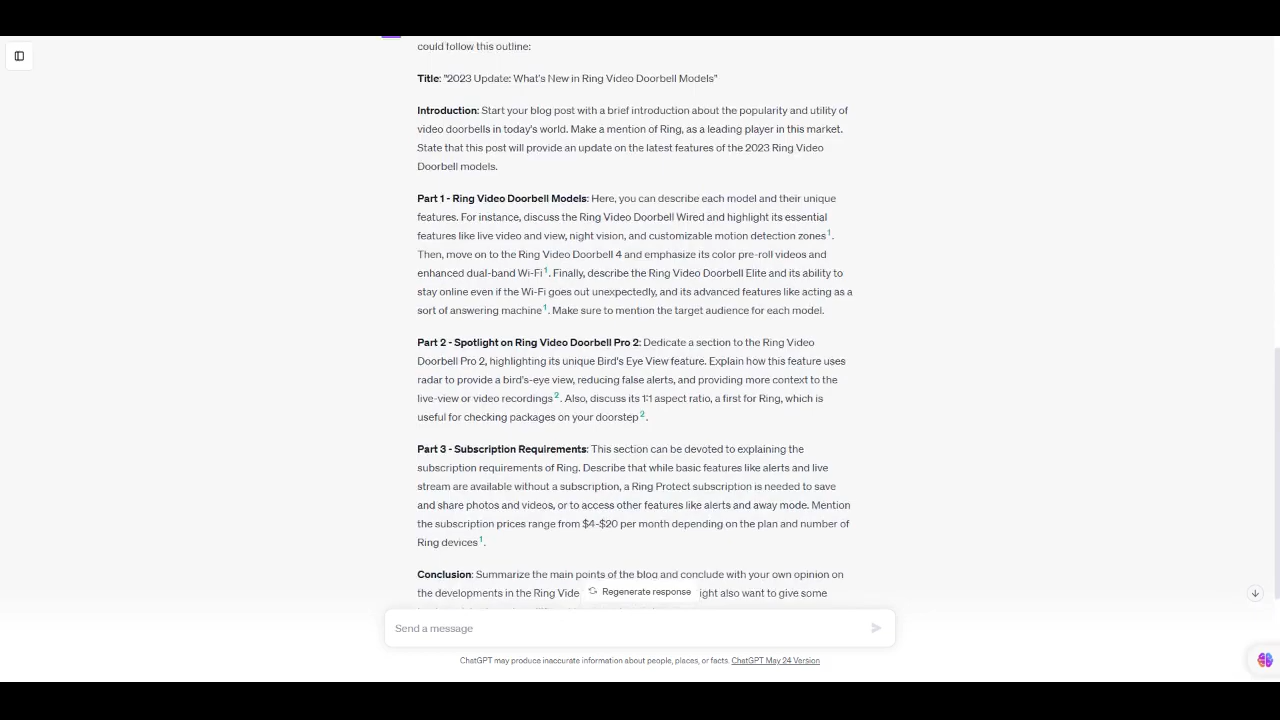 could follow this outline:
Title: "2023 Update: What's New in Ring Video Doorbell Models"
Introduction: Start your blog post with a brief introduction about the popularity and utility of
video doorbells in today's world. Make a mention of Ring, as a leading player in this market.
State that this post will provide an update on the latest features of the 2023 Ring Video
Doorbell models.
Part 1 - Ring Video Doorbell Models: Here, you can describe each model and their unique
features. For instance, discuss the Ring Video Doorbell Wired and highlight its essential
features like live video and view, night vision, and customizable motion detection zones1.
Then, move on to the Ring Video Doorbell 4 and emphasize its color pre-roll videos and
enhanced dual-band Wi-Fi1. Finally, describe the Ring Video Doorbell Elite and its ability to
stay online even if the Wi-Fi goes out unexpectedly, and its advanced features like acting as a
sort of answering machine1. Make sure to mention the target audience for each model.
Part 2 - Spotlight on Ring Video Doorbell Pro 2: Dedicate a section to the Ring Video
Doorbell Pro 2, highlighting its unique Bird's Eye View feature. Explain how this feature uses
radar to provide a bird's-eye view, reducing false alerts, and providing more context to the
live-view or video recordings2. Also, discuss its 1:1 aspect ratio, a first for Ring, which is
useful for checking packages on your doorstep2.
Part 3 - Subscription Requirements: This section can be devoted to explaining the
subscription requirements of Ring. Describe that while basic features like alerts and live
stream are available without a subscription, a Ring Protect subscription is needed to save
and share photos and videos, or to access other features like alerts and away mode. Mention
the subscription prices range from $4-$20 per month depending on the plan and number of
Ring devices1.
Conclusion: Summarize the main points of the blog and conclude with your own opinion on
the developments in the Ring Vide
Regenerate response
ight also want to give some
Send a message
ChatGPT may produce inaccurate information about people, places, or facts. ChatGPT May 24 Version